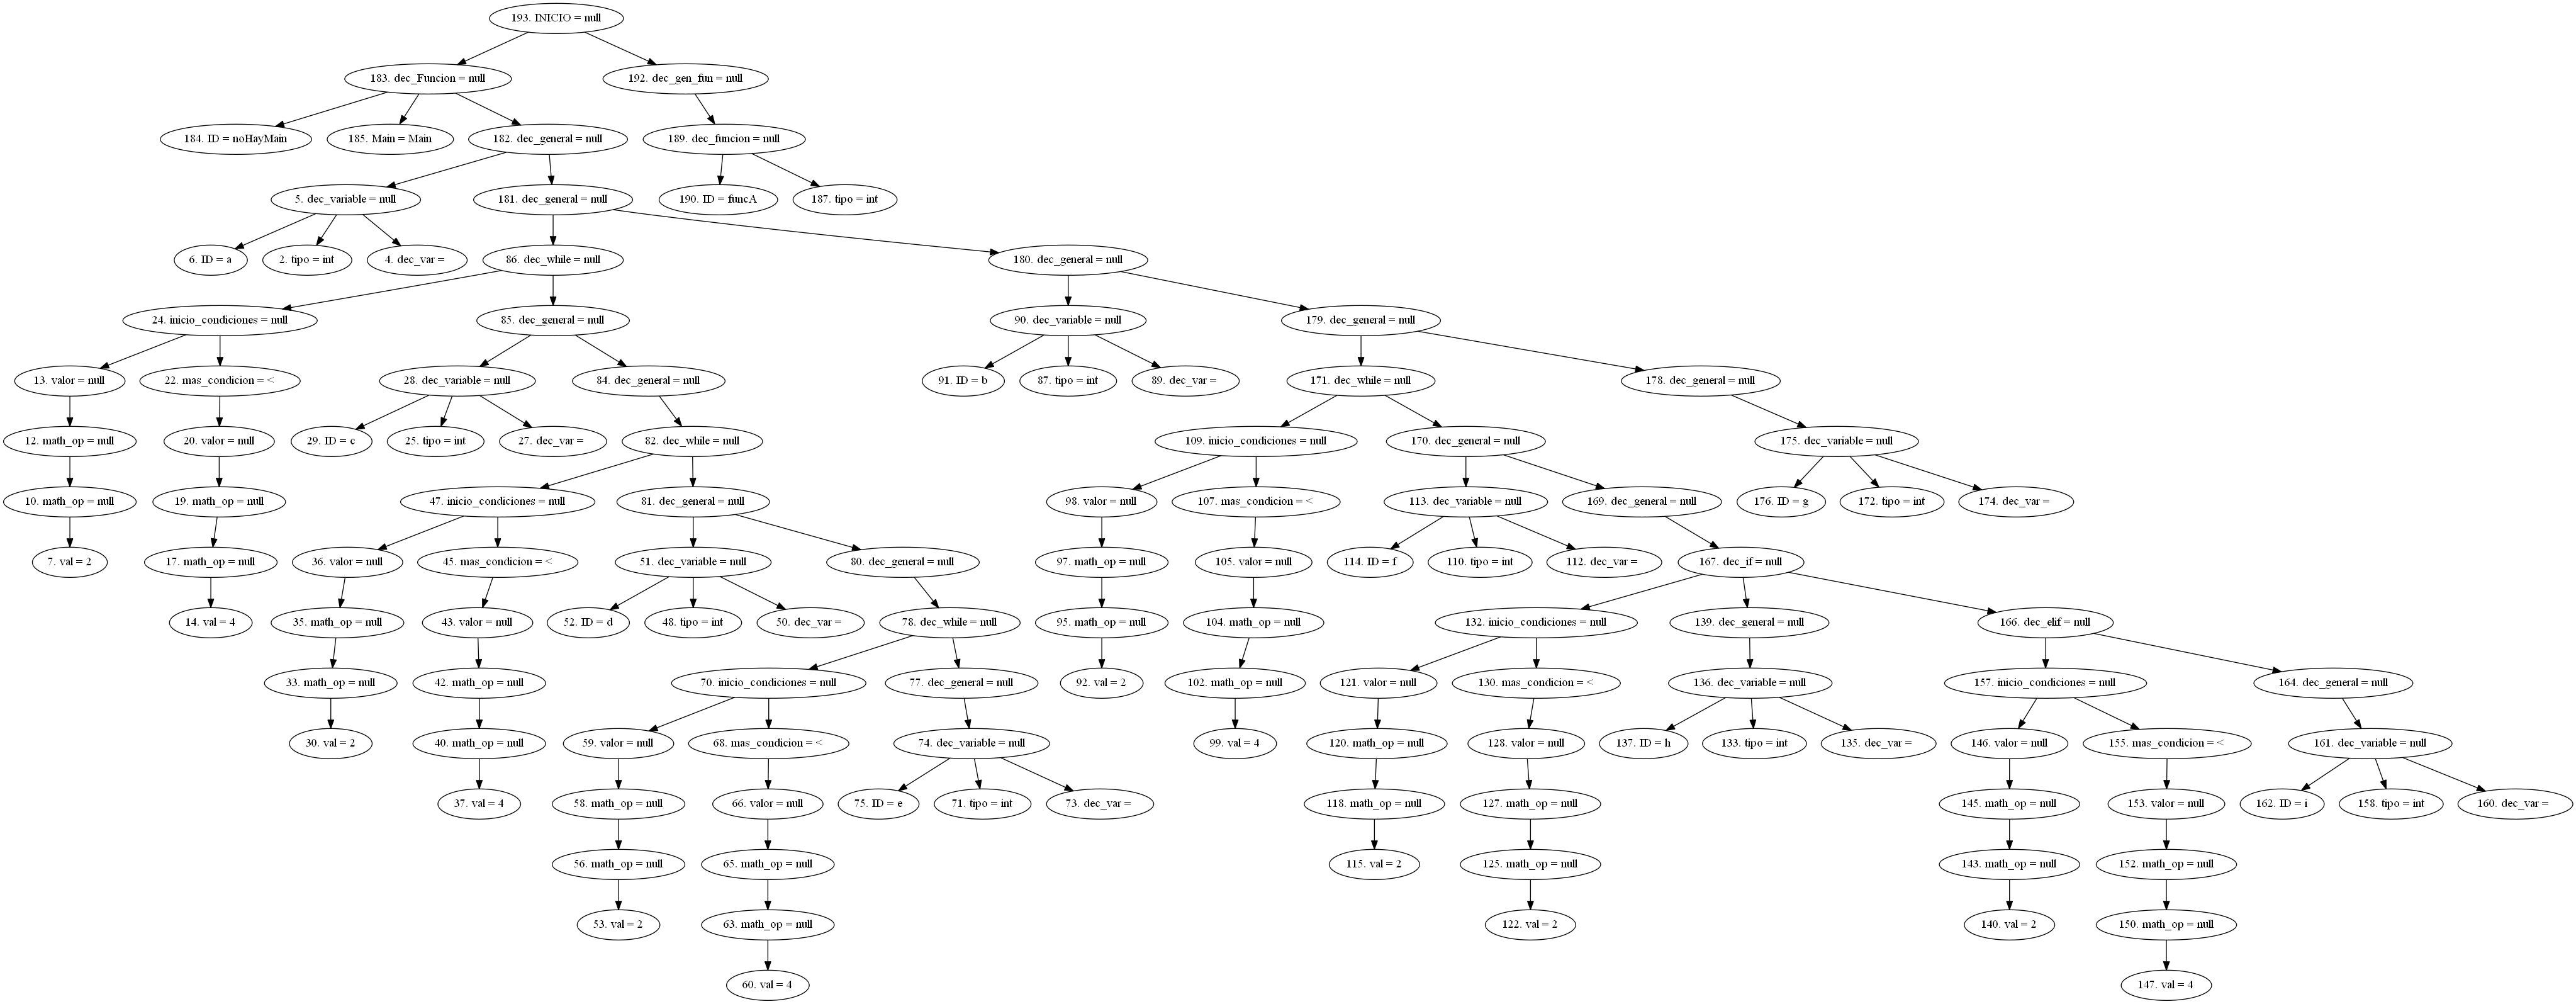 193. INICIO = null
183. dec_Funcion = null
192. dec_gen_fun = null
184. ID = noHayMain
185. Main = Main
182. dec_general = null
189. dec_funcion = null
5. dec_variable = null
181. dec_general = null
190. ID = funcA
187. tipo = int
6. ID = a
2. tipo = int
4. dec_var =
86. dec_while = null
180. dec_general = null
24. inicio_condiciones = null
85. dec_general = null
90. dec_variable = null
179. dec_general = null
13. valor = null
22. mas_condicion = <
28. dec_variable = null
84. dec_general = null
91. ID = b
87. tipo = int
89. dec_var =
171. dec_while = null
178. dec_general = null
12. math_op = null
20. valor = null
29. ID = c
25. tipo = int
27. dec_var =
82. dec_while = null
109. inicio_condiciones = null
170. dec_general = null
175. dec_variable = null
10. math_op = null
19. math_op = null
47. inicio_condiciones = null
81. dec_general = null
98. valor = null
107. mas_condicion = <
113. dec_variable = null
169. dec_general = null
176. ID = g
172. tipo = int
174. dec_var =
7. val = 2
17. math_op = null
36. valor = null
45. mas_condicion = <
51. dec_variable = null
80. dec_general = null
97. math_op = null
105. valor = null
114. ID = f
110. tipo = int
112. dec_var =
167. dec_if = null
14. val = 4
35. math_op = null
43. valor = null
52. ID = d
48. tipo = int
50. dec_var =
78. dec_while = null
95. math_op = null
104. math_op = null
132. inicio_condiciones = null
139. dec_general = null
166. dec_elif = null
33. math_op = null
42. math_op = null
70. inicio_condiciones = null
77. dec_general = null
92. val = 2
102. math_op = null
121. valor = null
130. mas_condicion = <
136. dec_variable = null
157. inicio_condiciones = null
164. dec_general = null
30. val = 2
40. math_op = null
59. valor = null
68. mas_condicion = <
74. dec_variable = null
99. val = 4
120. math_op = null
128. valor = null
137. ID = h
133. tipo = int
135. dec_var =
146. valor = null
155. mas_condicion = <
161. dec_variable = null
37. val = 4
58. math_op = null
66. valor = null
75. ID = e
71. tipo = int
73. dec_var =
118. math_op = null
127. math_op = null
145. math_op = null
153. valor = null
162. ID = i
158. tipo = int
160. dec_var =
56. math_op = null
65. math_op = null
115. val = 2
125. math_op = null
143. math_op = null
152. math_op = null
53. val = 2
63. math_op = null
122. val = 2
140. val = 2
150. math_op = null
60. val = 4
147. val = 4